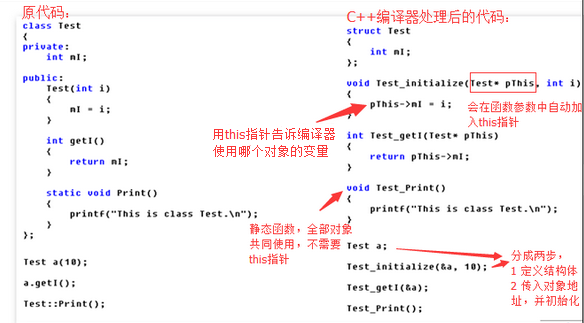 原代码:
class Test
{
private:
int mI;
public:
Test(int i)
{
mI = i;
}
int getI()
{
return mI;
}
static void Print()
{
printf("This is class Test.\n");
}
};
Test a(10);
a.getI();
Test::Print();
用this指针告诉编译器
使用哪个对象的变量
静态函数，全部对象
共同使用，不需要
this指针
C++编译器处理后的代码:
struct Test
{
int mI;
};
void Test_initialize(Test* pThis, int i)
{
pThis->mI = i;
}
会在函数参数中自动加
入this指针
int Test_getI(Test* pThis)
{
return pThis->mI;
}
void Test_Print()
{
printf("This is class Test.\n");
}
Test a;
Test_initialize(&a, 10);
Test_getI(&a);
Test_Print();
分成两步，
1 定义结构体
2 传入对象地
址，并初始化